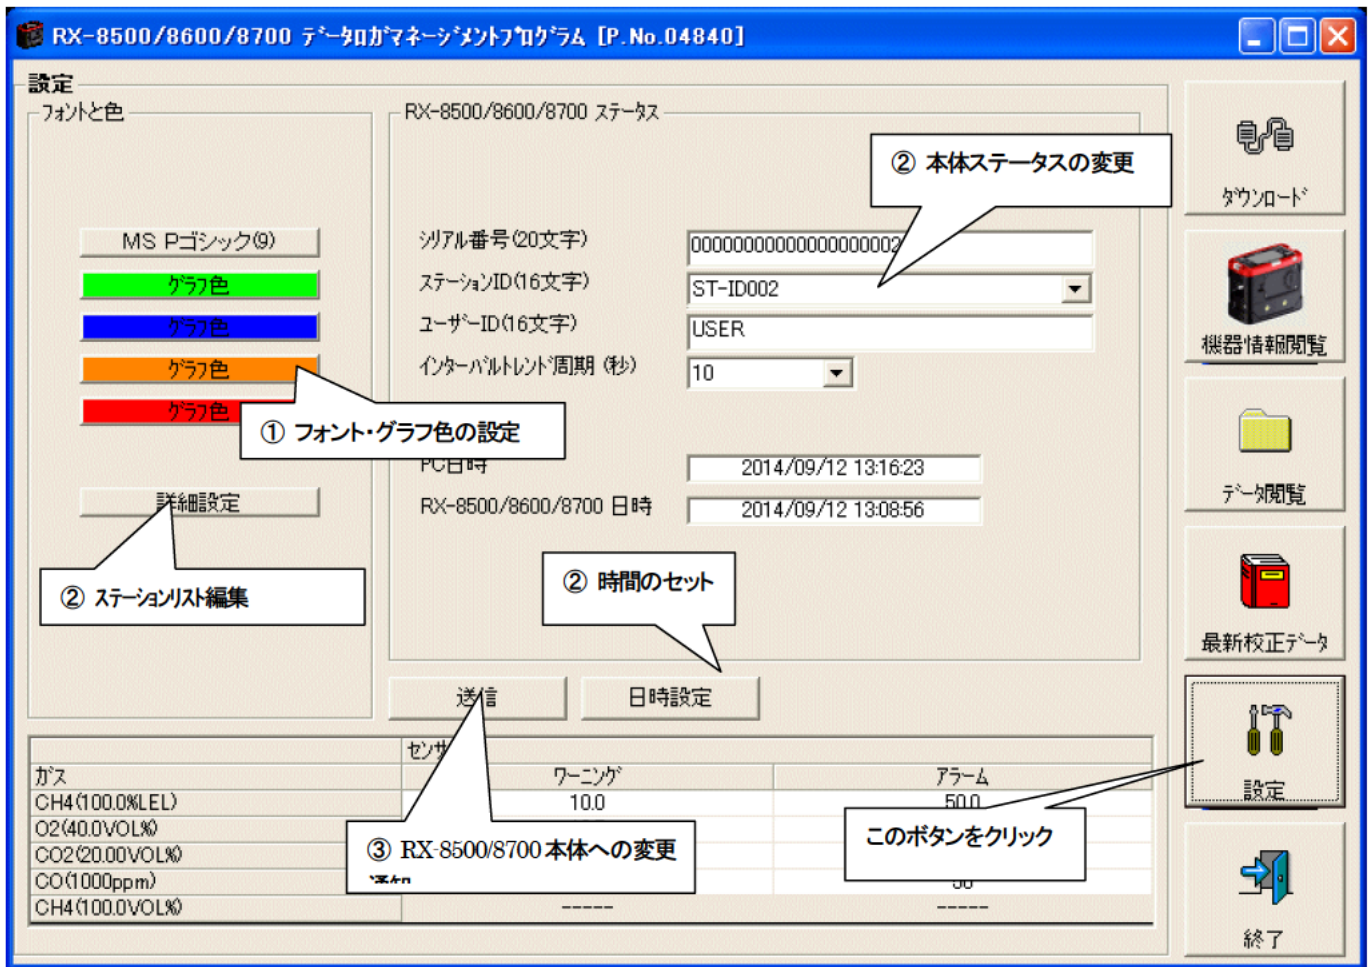 RX-8500/8600/8700 ﾃﾞｰﾀﾛｶﾞﾏﾈｰｼﾞﾒﾝﾄﾌﾟﾛｸﾞﾗﾑ [P.No.04840]
設定
ﾌｫﾝﾄと色
MS Pゴシック(9)
ｸﾞﾗﾌ色
ｸﾞﾗﾌ色
ｸﾞﾗﾌ色
ｸﾞﾗﾌ色
① フォント・グラフ色の設定
詳細設定
② ｽﾃｰｼｮﾝﾘｽﾄ編集
RX-8500/8600/8700 ｽﾃｰﾀｽ
② 本体ステータスの変更
ｼﾘｱﾙ番号(20文字)
00000000000000000002
ｽﾃｰｼｮﾝID(16文字)
ST-ID002
ﾕｰｻﾞｰID(16文字)
USER
ｲﾝﾀｰﾊﾞﾙﾄﾚﾝﾄﾞ周期 (秒)
10
PC日時
2014/09/12 13:16:23
RX-8500/8600/8700 日時
2014/09/12 13:08:56
② 時間のセット
送信
日時設定
ｾﾝｻ
ｶﾞｽ ﾜｰﾆﾝｸﾞ ｱﾗｰﾑ
CH4(100.0%LEL) 10.0 50.0
O2(40.0VOL%)
CO2(20.00VOL%)
CO(1000ppm) 50
CH4(100.0VOL%) ----- -----
③ RX-8500/8700 本体への変更
通知
このボタンをクリック
ﾀﾞｳﾝﾛｰﾄﾞ
機器情報閲覧
ﾃﾞｰﾀ閲覧
最新校正ﾃﾞｰﾀ
設定
終了